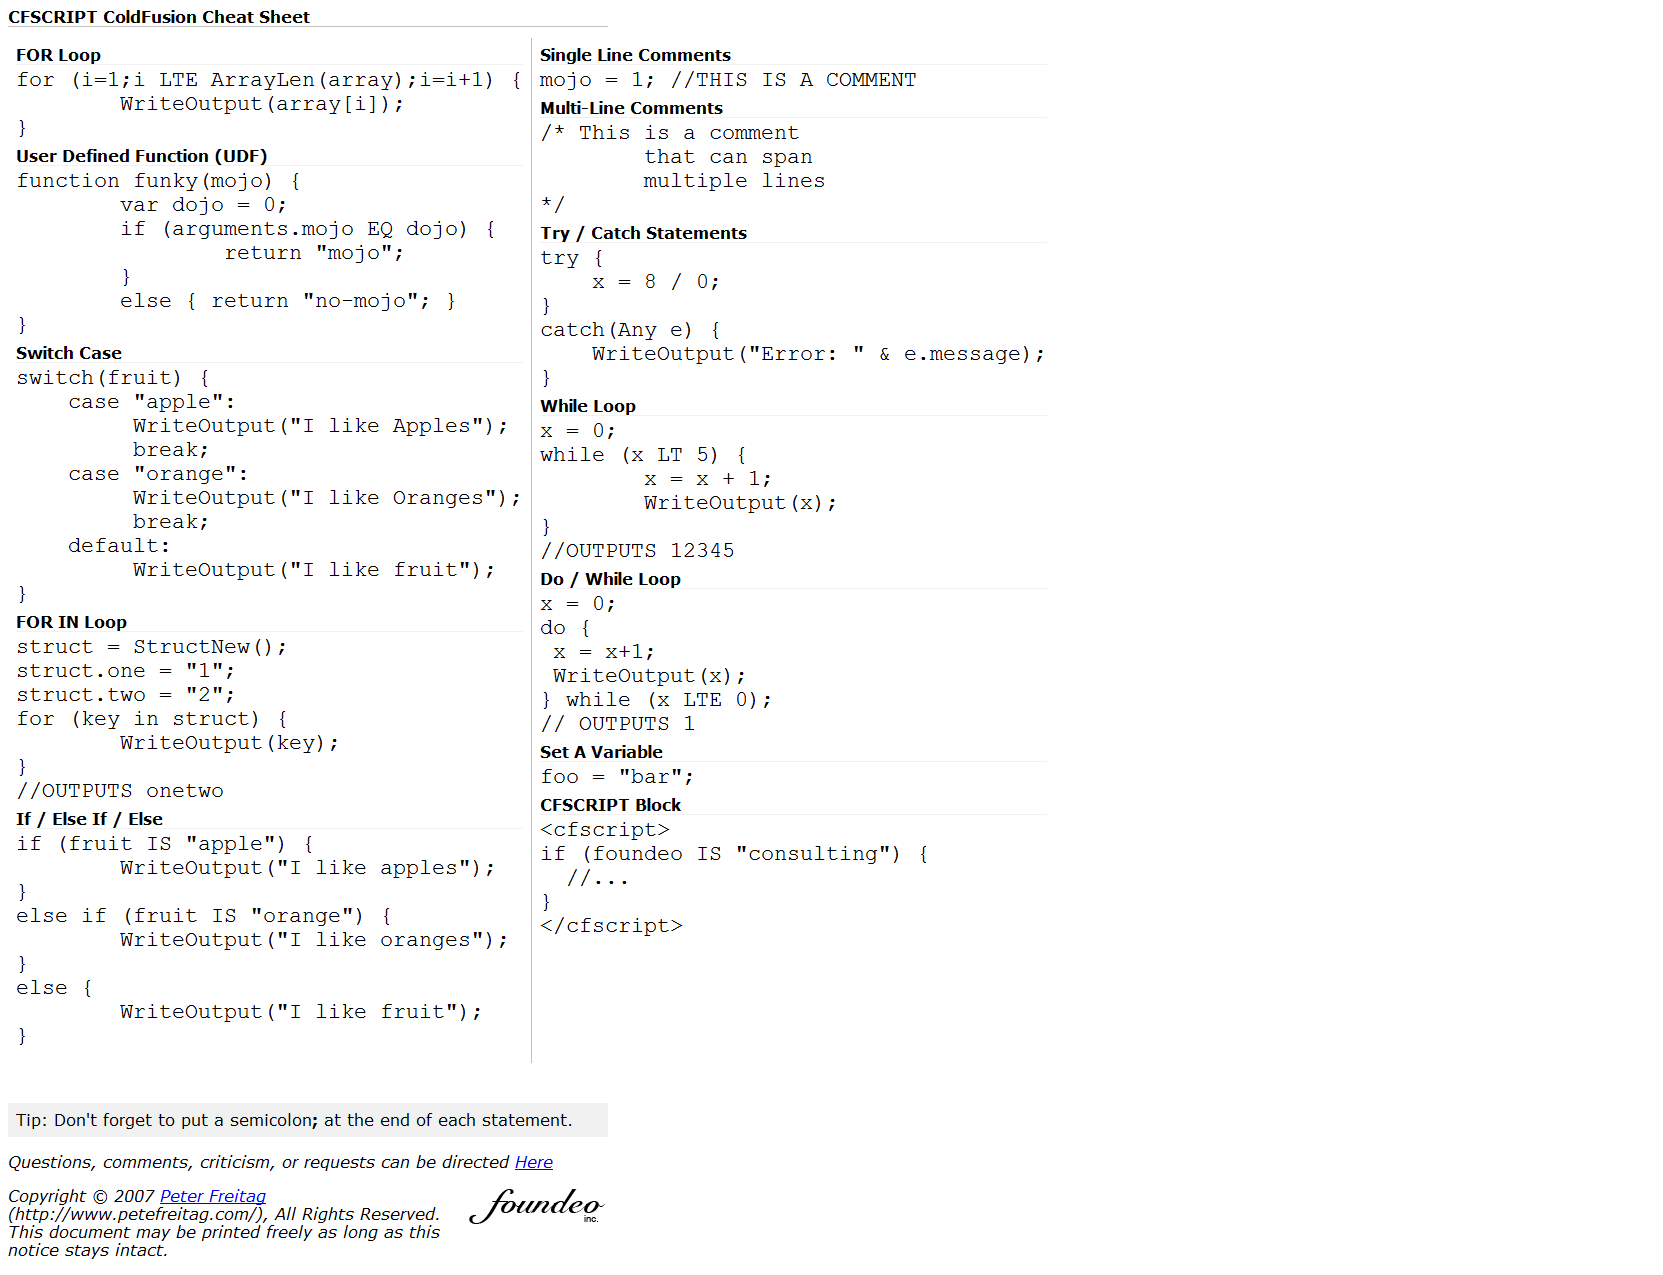 CFSCRIPT ColdFusion Cheat Sheet
FOR Loop
for (i=1;i LTE ArrayLen(array);i=i+1) {
        WriteOutput(array[i]);
}
User Defined Function (UDF)
function funky(mojo) {
        var dojo = 0;
        if (arguments.mojo EQ dojo) {
                return "mojo";
        }
        else { return "no-mojo"; }
}
Switch Case
switch(fruit) {
    case "apple":
         WriteOutput("I like Apples");
         break;
    case "orange":
         WriteOutput("I like Oranges");
         break;
    default:
         WriteOutput("I like fruit");
}
FOR IN Loop
struct = StructNew();
struct.one = "1";
struct.two = "2";
for (key in struct) {
        WriteOutput(key);
}
//OUTPUTS onetwo
If / Else If / Else
if (fruit IS "apple") {
        WriteOutput("I like apples");
}
else if (fruit IS "orange") {
        WriteOutput("I like oranges");
}
else {
        WriteOutput("I like fruit");
}
Single Line Comments
mojo = 1; //THIS IS A COMMENT
Multi-Line Comments
/* This is a comment
        that can span
        multiple lines
*/
Try / Catch Statements
try {
    x = 8 / 0;
}
catch(Any e) {
    WriteOutput("Error: " & e.message);
}
While Loop
x = 0;
while (x LT 5) {
        x = x + 1;
        WriteOutput(x);
}
//OUTPUTS 12345
Do / While Loop
x = 0;
do {
 x = x+1;
 WriteOutput(x);
} while (x LTE 0);
// OUTPUTS 1
Set A Variable
foo = "bar";
CFSCRIPT Block
<cfscript>
if (foundeo IS "consulting") {
  //...
}
</cfscript>
Tip: Don't forget to put a semicolon; at the end of each statement.
Questions, comments, criticism, or requests can be directed Here
Copyright © 2007 Peter Freitag
(http://www.petefreitag.com/), All Rights Reserved.
This document may be printed freely as long as this
notice stays intact.
foundeo
inc.